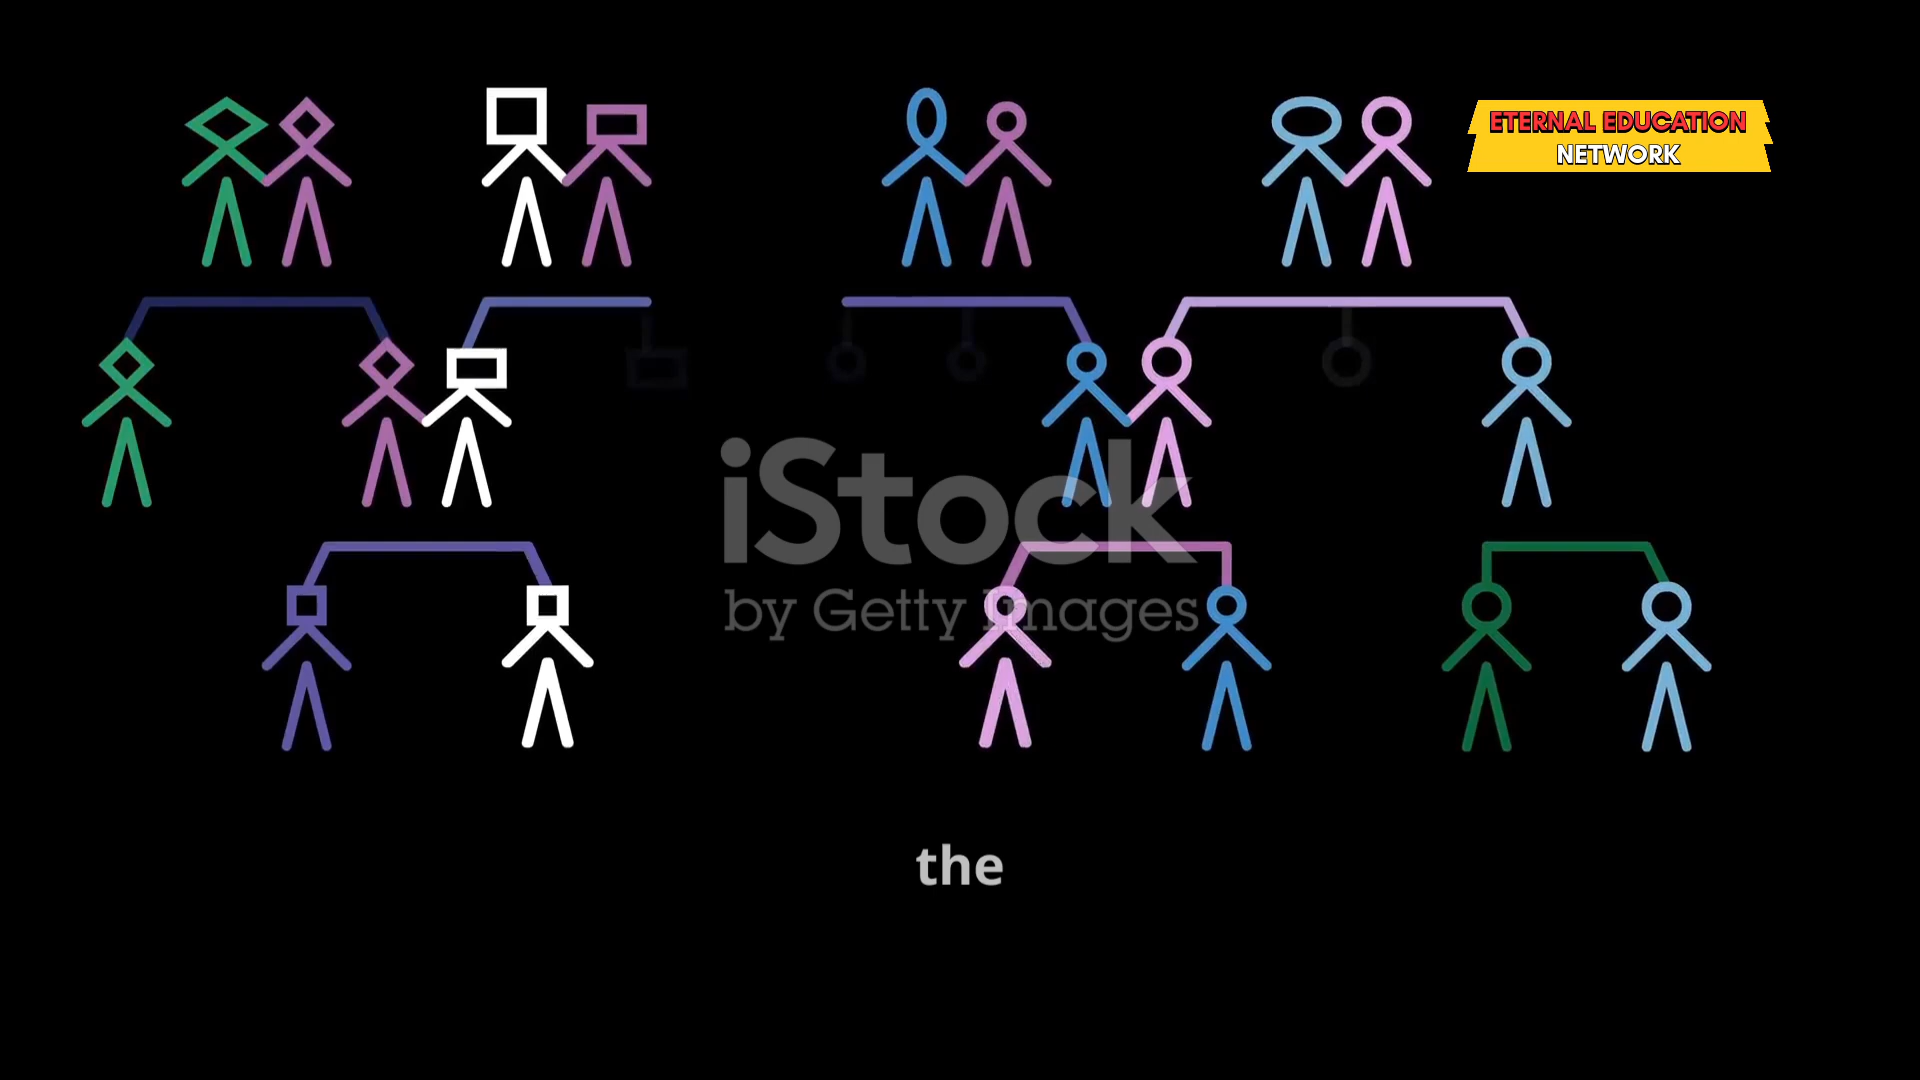 ETERNAL EDUCATION
NETWORK
iStock
by Getty Images
the